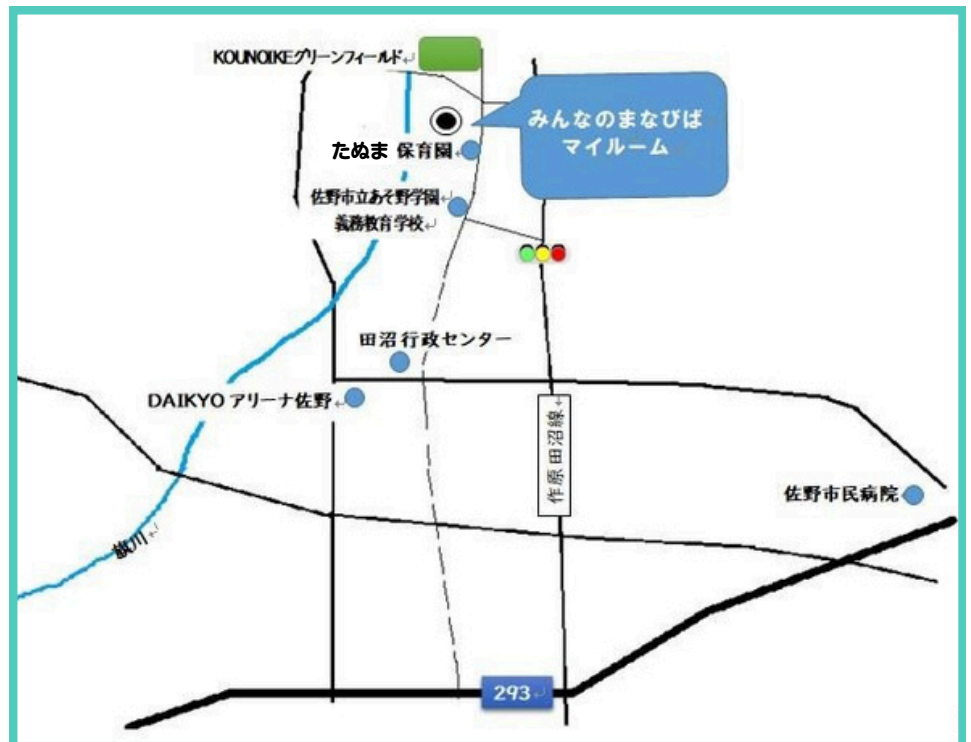 KOUNOIKEグリーンフィールド
みんなのまなびば
マイルーム
たぬま 保育園
佐野市立あそ野学園
義務教育学校
田沼行政センター
DAIKYO アリーナ佐野
作原田沼線
佐野市民病院
旗川
293